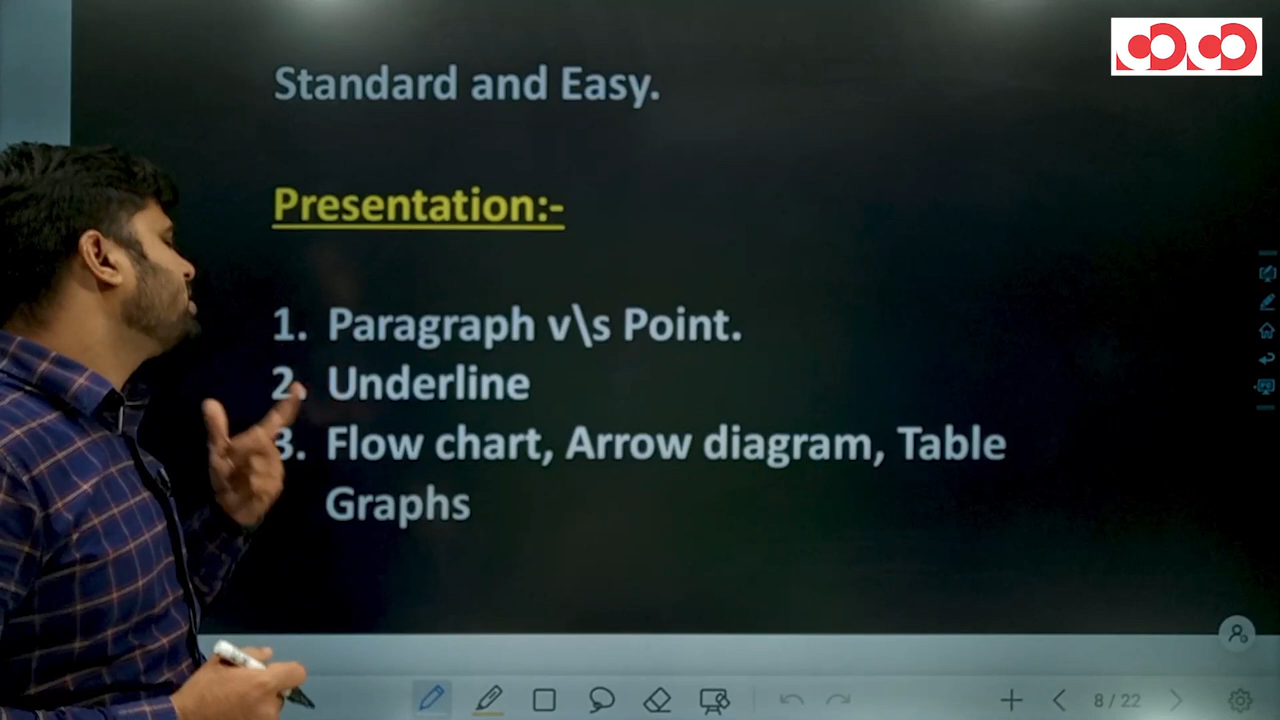 Standard and Easy.
Presentation:-
1. Paragraph v\s Point.
2. Underline
3. Flow chart, Arrow diagram, Table
Graphs
8 / 22